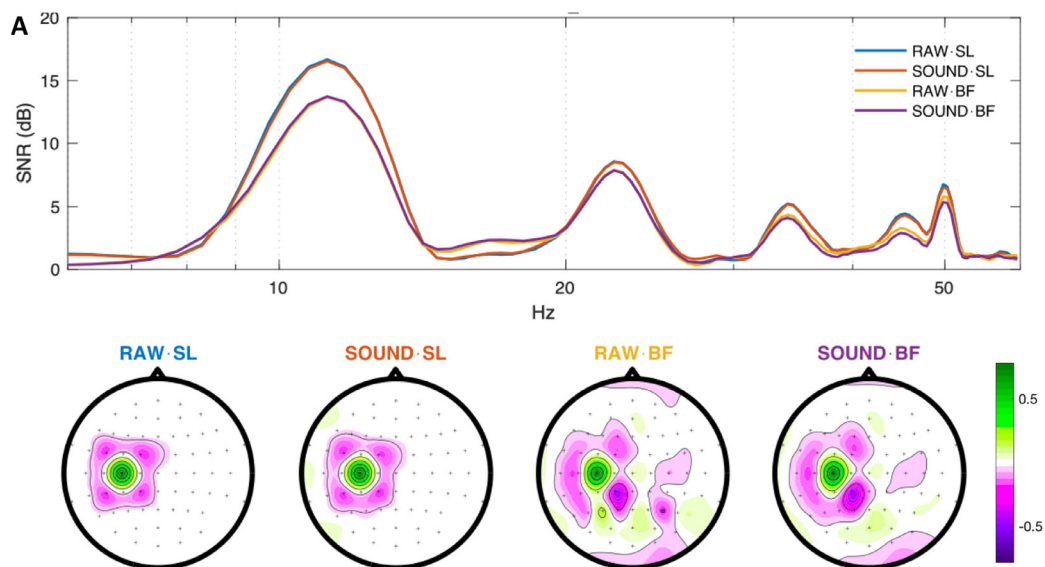 A
SNR (dB)
20
15
10
5
0
RAW·SL
SOUND·SL
RAW·BF
SOUND·BF
10
20
50
Hz
RAW·SL
SOUND·SL
RAW·BF
SOUND·BF
0.5
-0.5